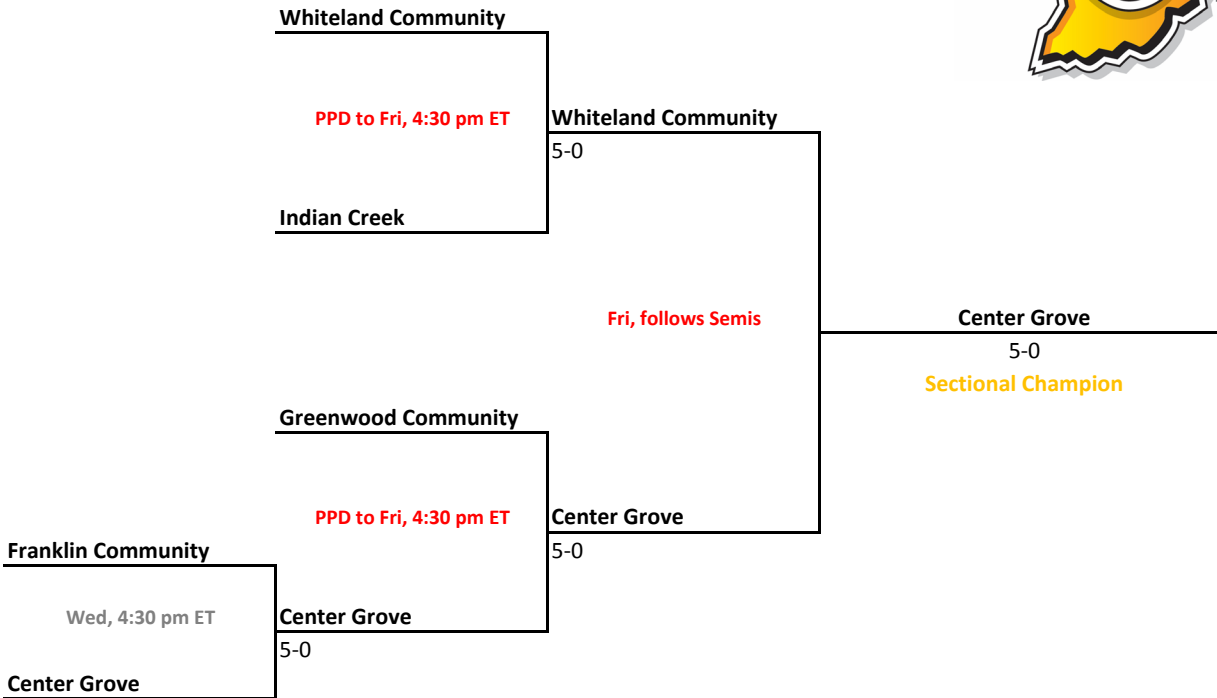 Whiteland Community
PPD to Fri, 4:30 pm ET
Whiteland Community
5-0
Indian Creek
Fri, follows Semis
Center Grove
5-0
Sectional Champion
Greenwood Community
PPD to Fri, 4:30 pm ET
Center Grove
5-0
Franklin Community
Wed, 4:30 pm ET
Center Grove
5-0
Center Grove